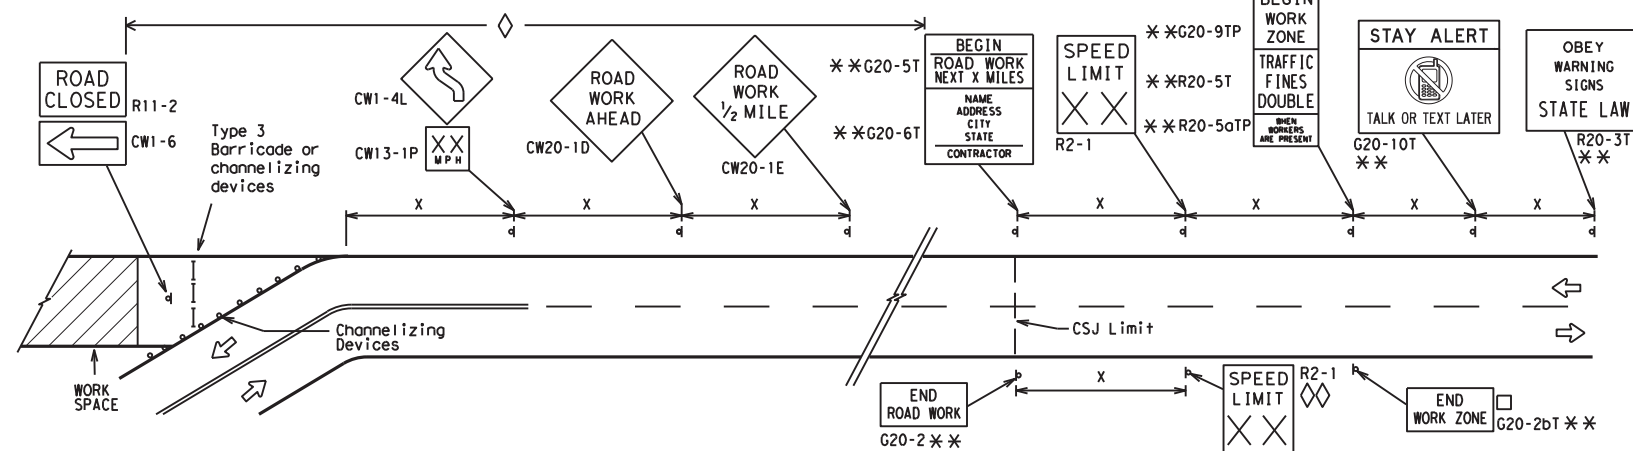 ROAD
CLOSED
R11-2
CW1-6
Type 3
Barricade or
channelizing
devices
CW1-4L
XX
MPH
CW13-1P
ROAD
WORK
AHEAD
CW20-1D
ROAD
WORK
1/2 MILE
CW20-1E
**G20-5T
BEGIN
ROAD WORK
NEXT X MILES
**G20-6T
NAME
ADDRESS
CITY
STATE
CONTRACTOR
SPEED
LIMIT
XX
R2-1
**G20-9TP
BEGIN
WORK
ZONE
**R20-5T
TRAFFIC
FINES
DOUBLE
**R20-5aTP
WHEN
WORKERS
ARE PRESENT
STAY ALERT
TALK OR TEXT LATER
G20-10T
**
OBEY
WARNING
SIGNS
STATE LAW
R20-3T
**
X
X
X
X
X
X
X
Channelizing
Devices
CSJ Limit
WORK
SPACE
END
ROAD WORK
G20-2 **
X
SPEED
LIMIT
XX
R2-1
END
WORK ZONE
G20-2bT **